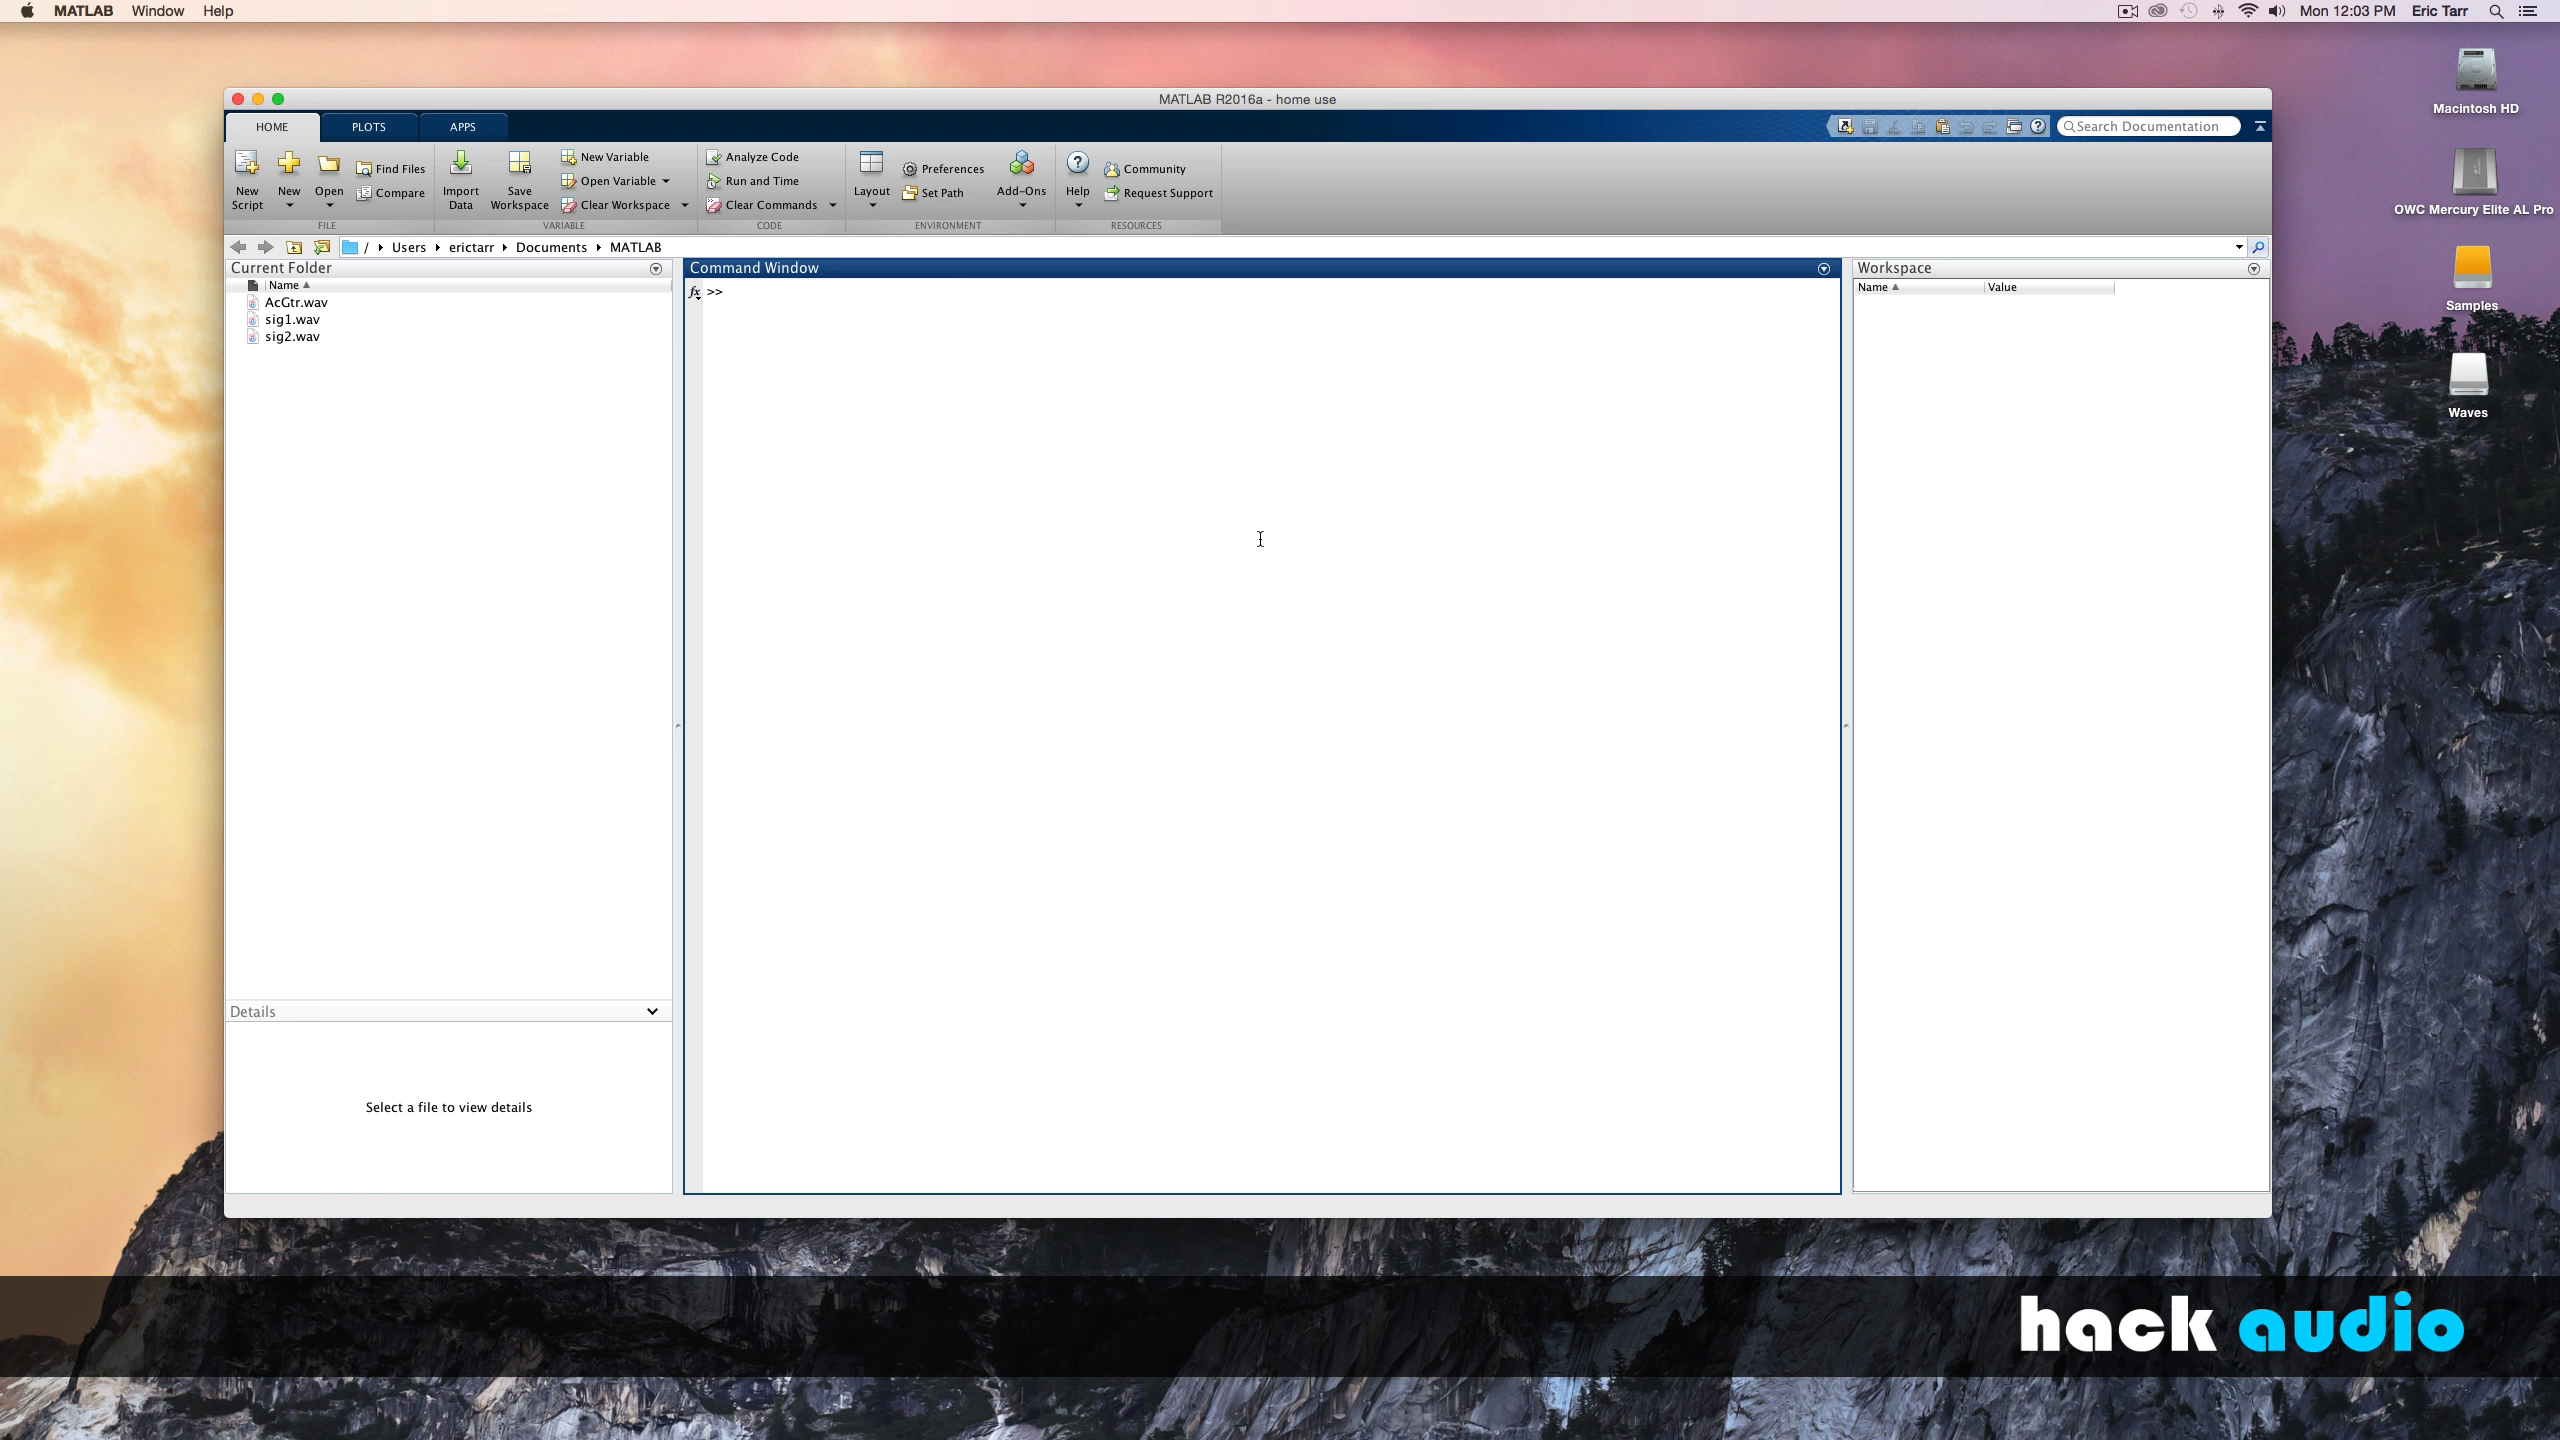 MATLAB Window Help
Mon 12:03 PM Eric Tarr
Macintosh HD
OWC Mercury Elite AL Pro
Samples
Waves
MATLAB R2016a - home use
HOME PLOTS APPS
Search Documentation
New Script
New
Open
Find Files
Compare
FILE
Import Data
Save Workspace
New Variable
Open Variable
Clear Workspace
VARIABLE
Analyze Code
Run and Time
Clear Commands
CODE
Layout
Preferences
Set Path
Add-Ons
ENVIRONMENT
Help
Community
Request Support
RESOURCES
/ Users erictarr Documents MATLAB
Current Folder
Name
AcGtr.wav
sig1.wav
sig2.wav
Details
Select a file to view details
Command Window
fx >>
Workspace
Name Value
hack audio